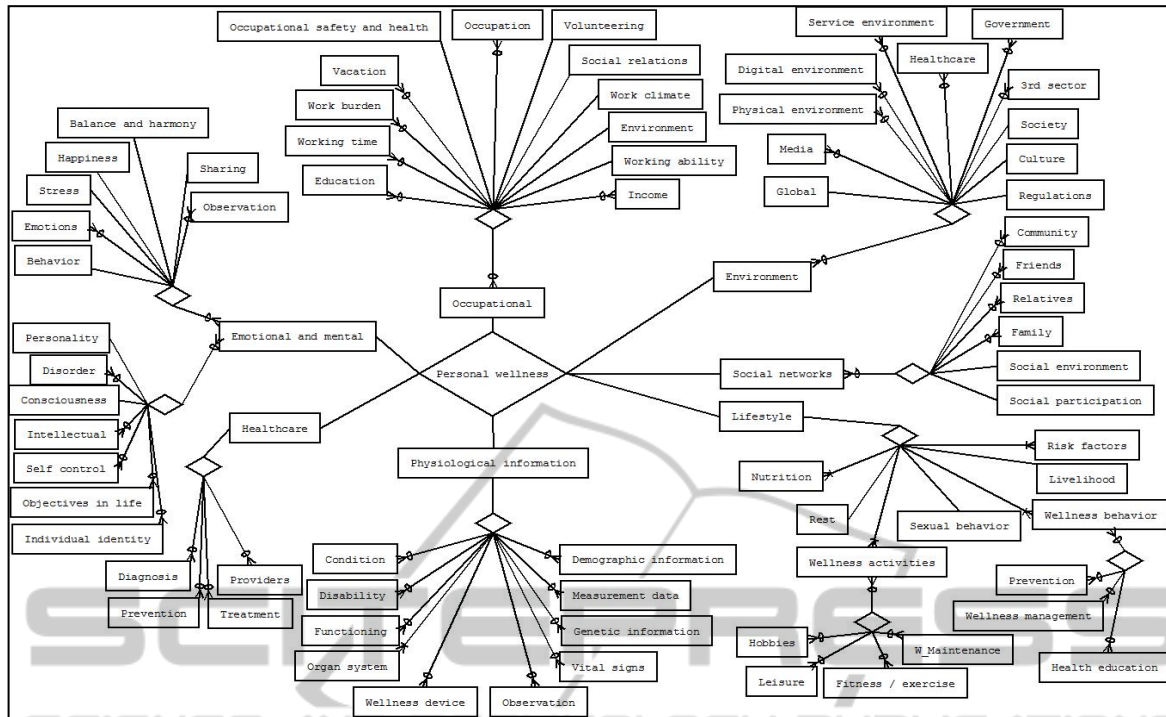 Occupational safety and health
Occupation
Volunteering
Vacation
Social relations
Work burden
Work climate
Working time
Environment
Education
Working ability
Income
Occupational
Service environment
Government
Digital environment
Healthcare
Physical environment
3rd sector
Media
Society
Global
Culture
Regulations
Environment
Balance and harmony
Happiness
Sharing
Stress
Observation
Emotions
Behavior
Emotional and mental
Personality
Disorder
Consciousness
Intellectual
Self control
Objectives in life
Individual identity
Personal wellness
Community
Friends
Relatives
Family
Social networks
Social environment
Social participation
Healthcare
Diagnosis
Providers
Prevention
Treatment
Physiological information
Condition
Demographic information
Disability
Measurement data
Functioning
Genetic information
Organ system
Vital signs
Wellness device
Observation
Lifestyle
Risk factors
Nutrition
Livelihood
Rest
Sexual behavior
Wellness behavior
Wellness activities
Prevention
Wellness management
Health education
Hobbies
W_Maintenance
Leisure
Fitness / exercise
SCITEPRESS